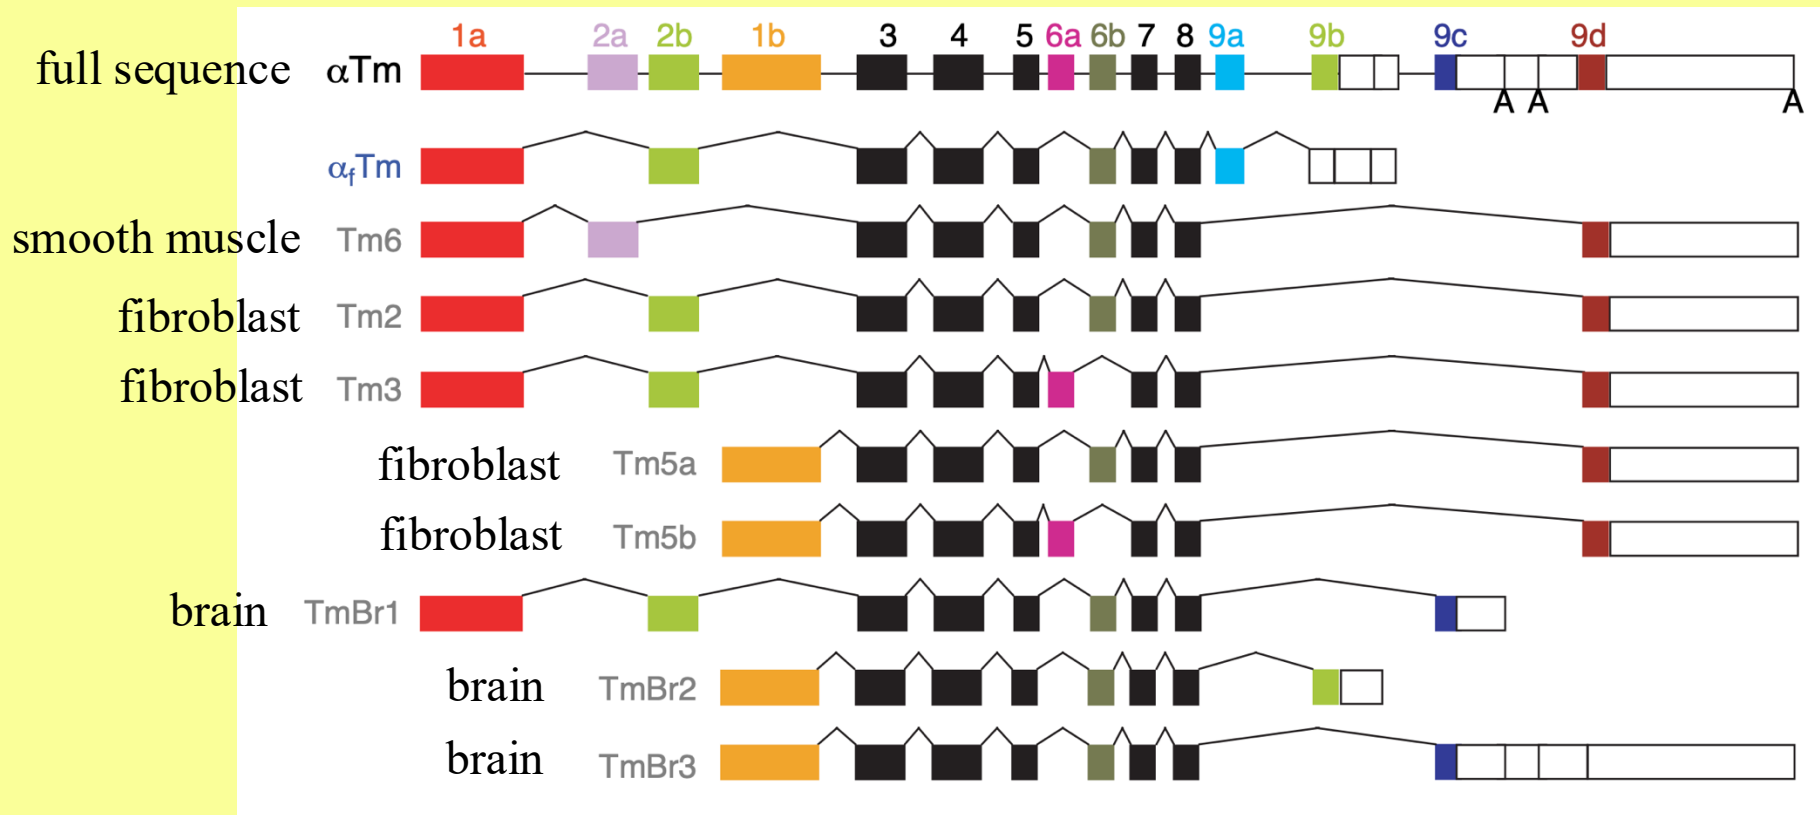 1a 2a 2b 1b 3 4 5 6a 6b 7 8 9a 9b 9c 9d
full sequence αTm
A A A
αfTm
smooth muscle Tm6
fibroblast Tm2
fibroblast Tm3
fibroblast Tm5a
fibroblast Tm5b
brain TmBr1
brain TmBr2
brain TmBr3